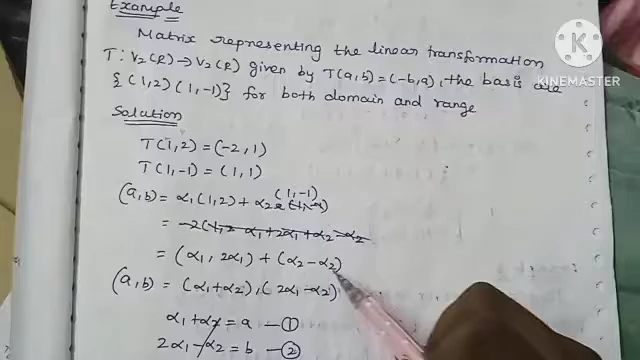 Example
Matrix representing the linear transformation
T: V₂(R) → V₂(R) given by T(a,b) = (-b,a), the basis are
{(1,2) (1,-1)} for both domain and range
Solution
T(1,2) = (-2,1)
T(1,-1) = (1,1)
(a,b) = α₁(1,2) + α₂ (1,-1)
= (α₁, 2α₁) + (α₂ - α₂)
(a,b) = (α₁+α₂), (2α₁-α₂)
α₁+α₂ = a —①
2α₁-α₂ = b —②
KINEMASTER